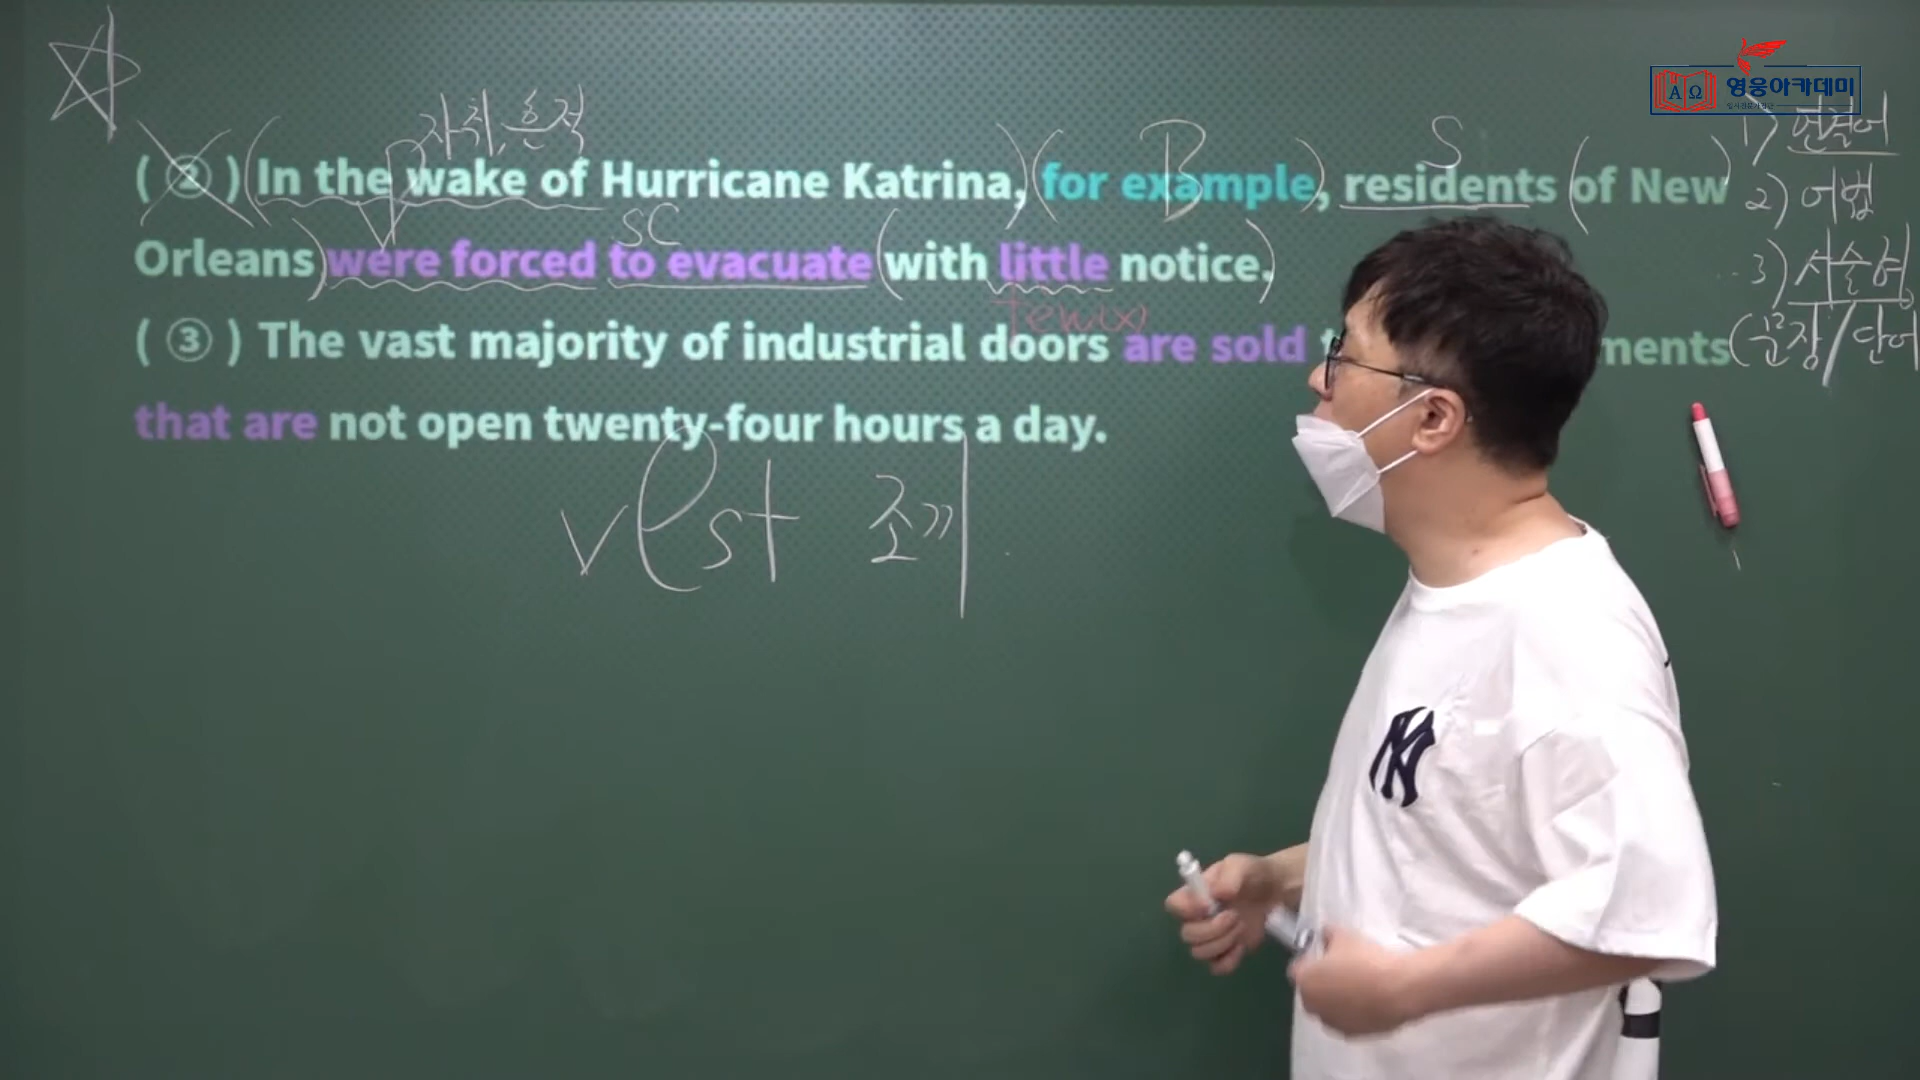 영웅아카데미
자취, 흔적
( ② ) In the wake of Hurricane Katrina, for example, residents of New
P
B
S
1) 연결어
2) 어법
3) 서술형
(문장/단어
Orleans were forced to evacuate with little notice.
SC
few(x)
( ③ ) The vast majority of industrial doors are sold ments
that are not open twenty-four hours a day.
vest 조끼